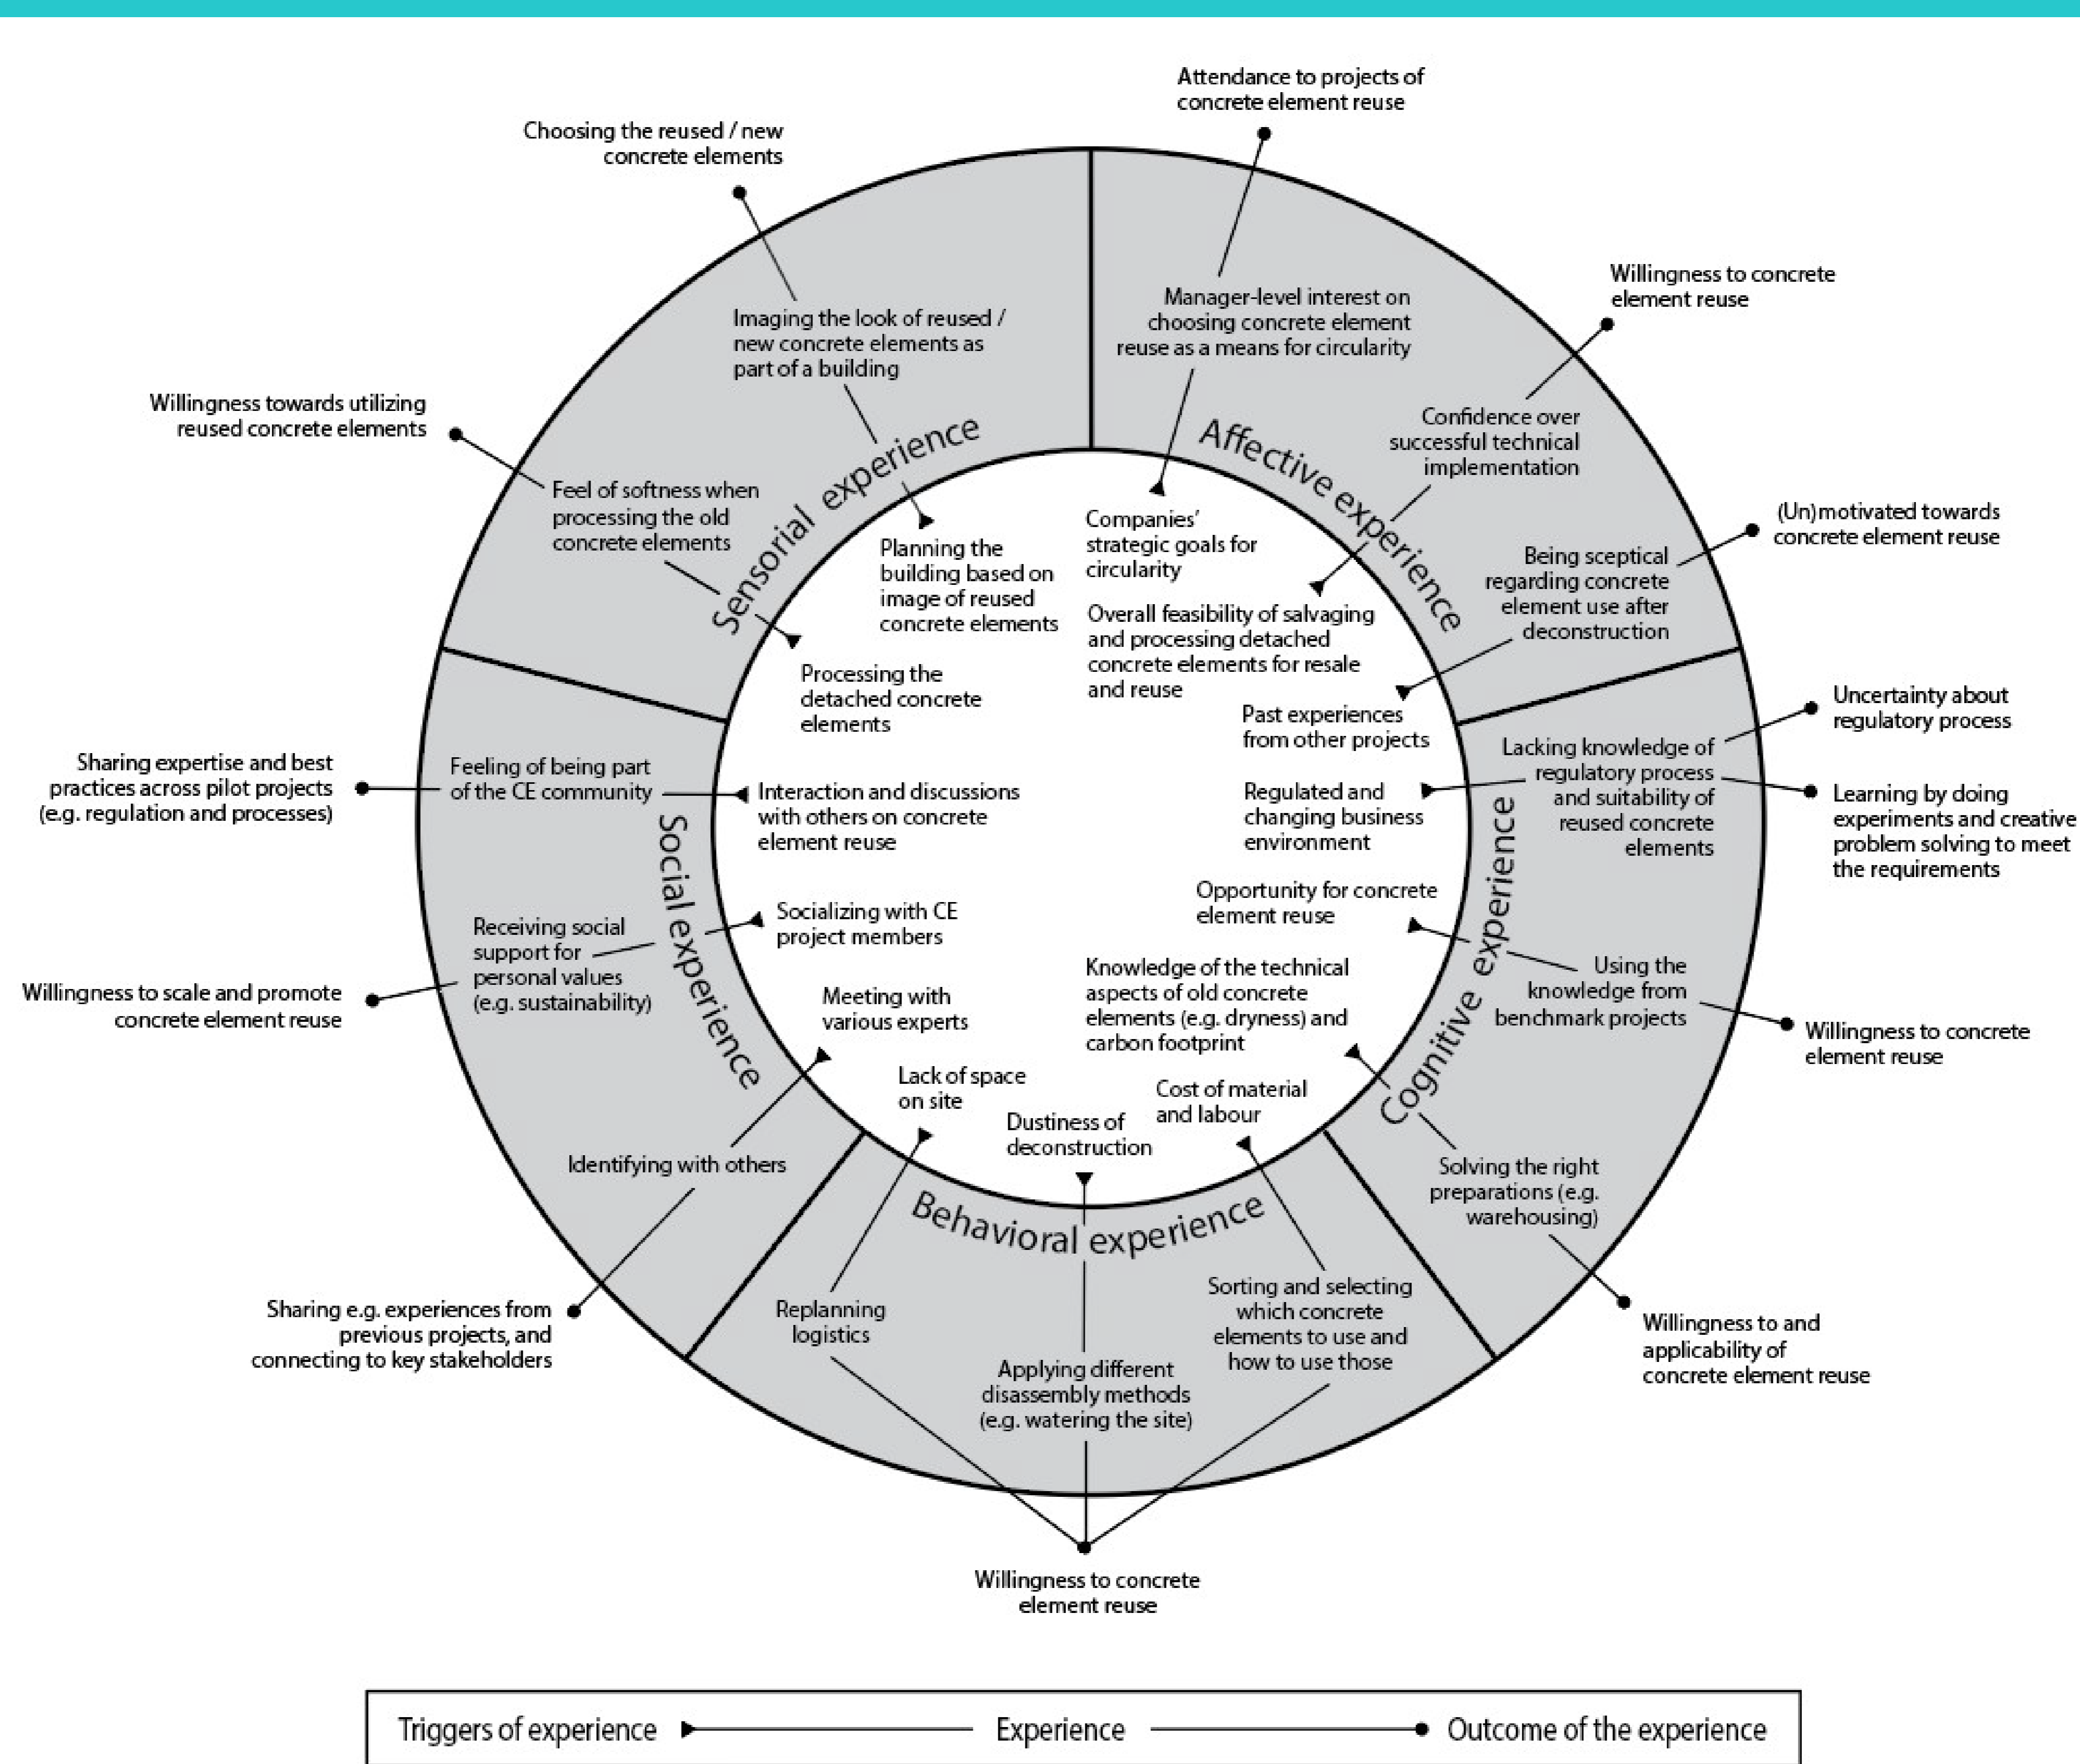 Attendance to projects of
concrete element reuse
Choosing the reused / new
concrete elements
Willingness to concrete
element reuse
Manager-level interest on
choosing concrete element
reuse as a means for circularity
Imaging the look of reused /
new concrete elements as
part of a building
Willingness towards utilizing
reused concrete elements
Confidence over
successful technical
implementation
Sensorial experience
Affective experience
Feel of softness when
processing the old
concrete elements
(Un)motivated towards
concrete element reuse
Companies'
strategic goals for
circularity
Planning the
building based on
image of reused
concrete elements
Being sceptical
regarding concrete
element use after
deconstruction
Overall feasibility of salvaging
and processing detached
concrete elements for resale
and reuse
Processing the
detached concrete
elements
Past experiences
from other projects
Uncertainty about
regulatory process
Lacking knowledge of
regulatory process
and suitability of
reused concrete
elements
Sharing expertise and best
practices across pilot projects
(e.g. regulation and processes)
Feeling of being part
of the CE community
Interaction and discussions
with others on concrete
element reuse
Regulated and
changing business
environment
Learning by doing
experiments and creative
problem solving to meet
the requirements
Social experience
Cognitive experience
Opportunity for concrete
element reuse
Socializing with CE
project members
Receiving social
support for
personal values
(e.g. sustainability)
Knowledge of the technical
aspects of old concrete
elements (e.g. dryness) and
carbon footprint
Using the
knowledge from
benchmark projects
Willingness to scale and promote
concrete element reuse
Meeting with
various experts
Willingness to concrete
element reuse
Lack of space
on site
Cost of material
and labour
Dustiness of
deconstruction
Identifying with others
Solving the right
preparations (e.g.
warehousing)
Behavioral experience
Sharing e.g. experiences from
previous projects, and
connecting to key stakeholders
Replanning
logistics
Sorting and selecting
which concrete
elements to use and
how to use those
Willingness to and
applicability of
concrete element reuse
Applying different
disassembly methods
(e.g. watering the site)
Willingness to concrete
element reuse
Triggers of experience Experience Outcome of the experience